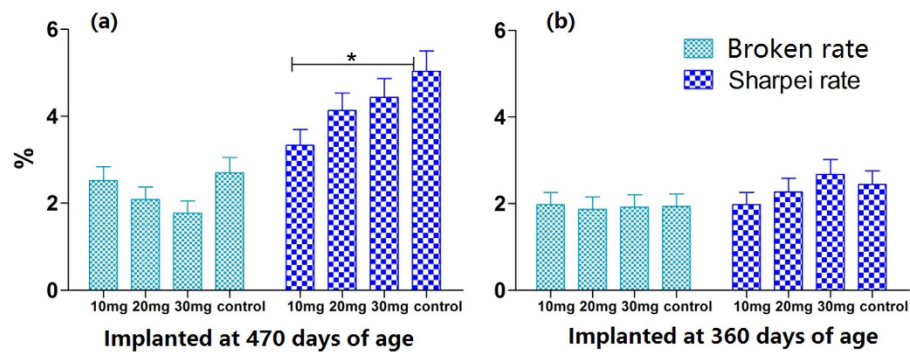 (a)
(b)
Broken rate
Sharpei rate
*
%
6
4
2
0
6
4
2
0
10mg 20mg 30mg control 10mg 20mg 30mg control
10mg 20mg 30mg control 10mg 20mg 30mg control
Implanted at 470 days of age
Implanted at 360 days of age